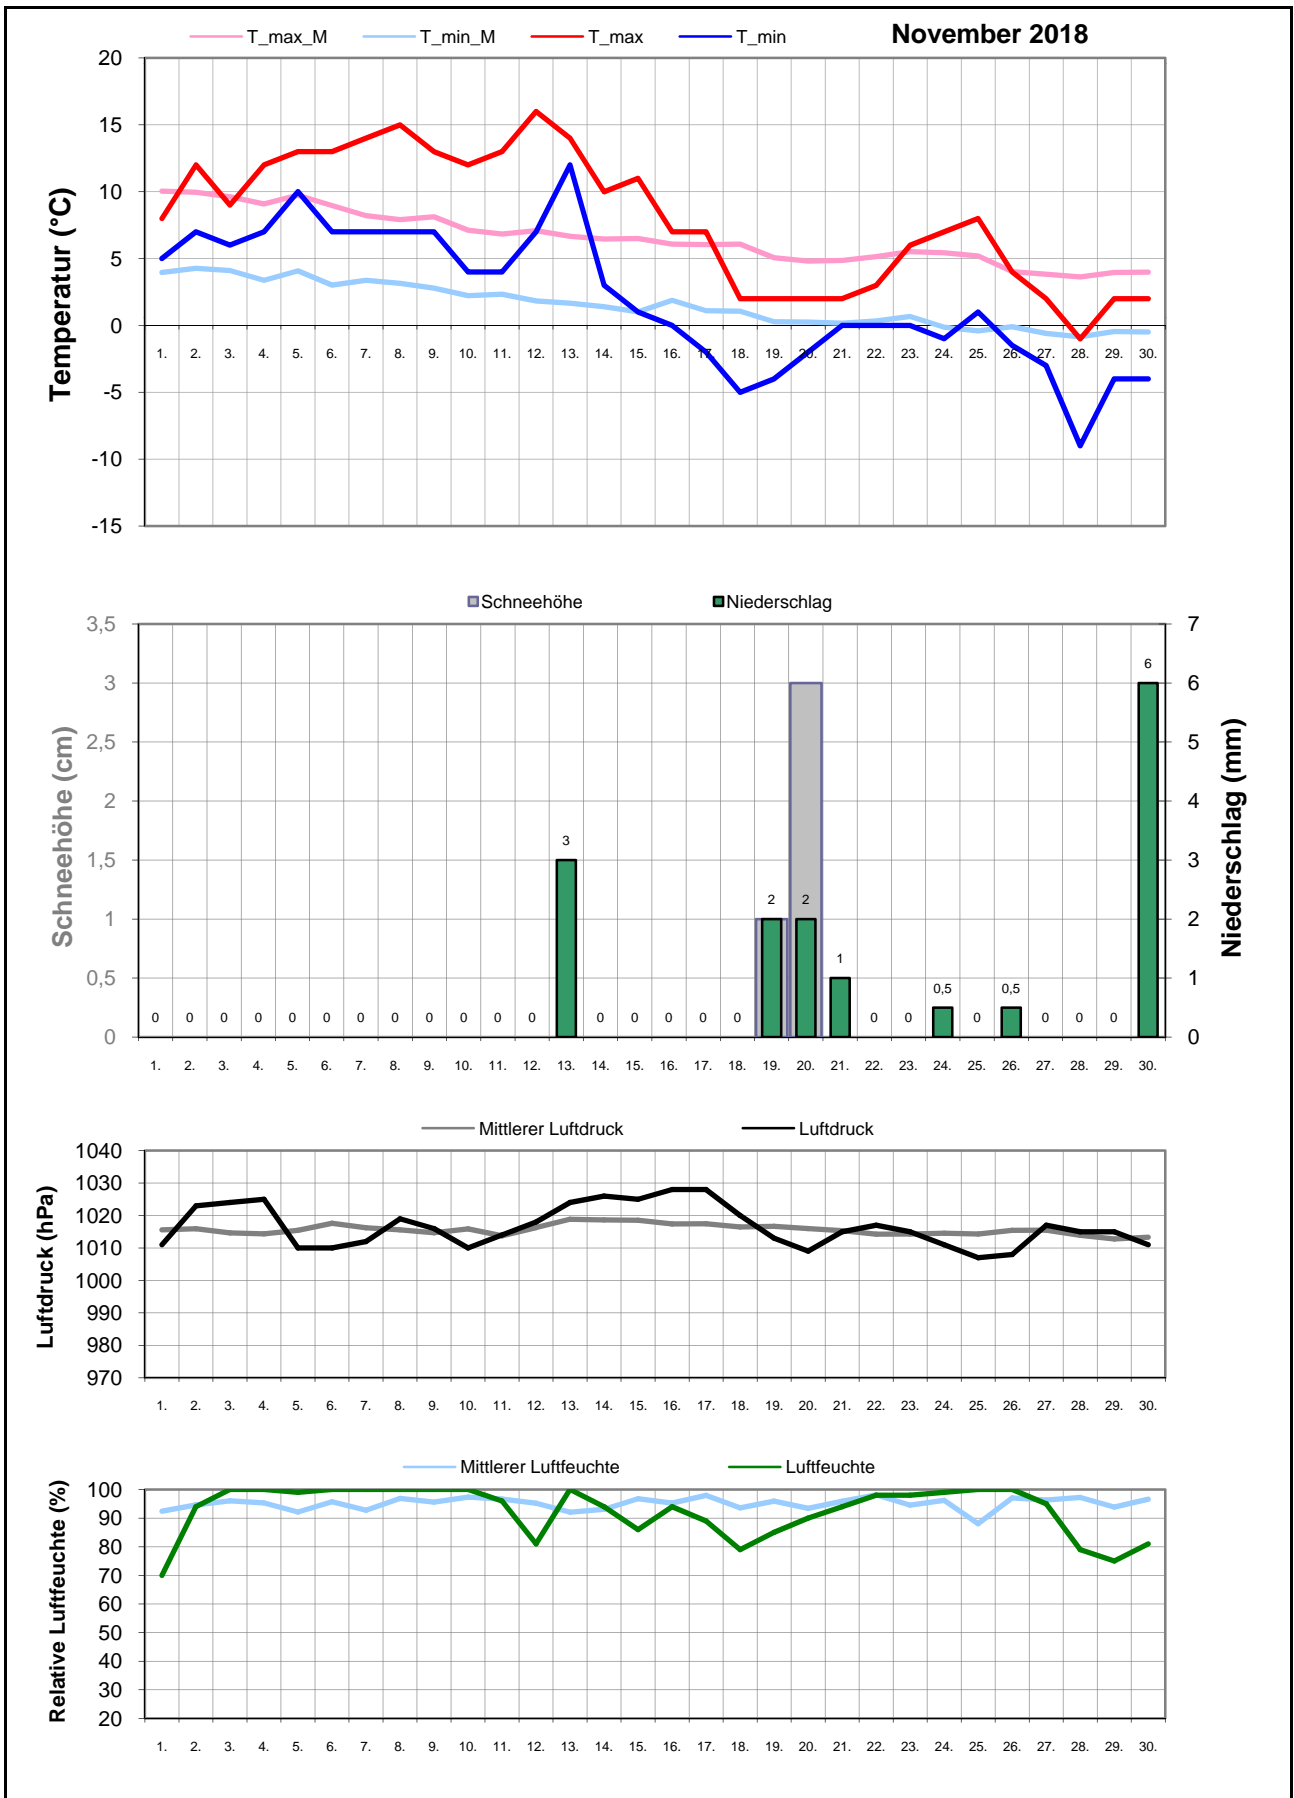 T_max_M T_min_M T_max T_min November 2018
20
15
10
5
0
-5
-10
-15
Temperatur (°C)
1. 2. 3. 4. 5. 6. 7. 8. 9. 10. 11. 12. 13. 14. 15. 16. 17. 18. 19. 20. 21. 22. 23. 24. 25. 26. 27. 28. 29. 30.
Schneehöhe Niederschlag
3,5
3
2,5
2
1,5
1
0,5
0
Schneehöhe (cm)
0 0 0 0 0 0 0 0 0 0 0 0 3 0 0 0 0 0 2 2 1 0 0 0,5 0 0,5 0 0 0 6
7
6
5
4
3
2
1
0
Niederschlag (mm)
1. 2. 3. 4. 5. 6. 7. 8. 9. 10. 11. 12. 13. 14. 15. 16. 17. 18. 19. 20. 21. 22. 23. 24. 25. 26. 27. 28. 29. 30.
Mittlerer Luftdruck Luftdruck
1040
1030
1020
1010
1000
990
980
970
Luftdruck (hPa)
1. 2. 3. 4. 5. 6. 7. 8. 9. 10. 11. 12. 13. 14. 15. 16. 17. 18. 19. 20. 21. 22. 23. 24. 25. 26. 27. 28. 29. 30.
Mittlerer Luftfeuchte Luftfeuchte
100
90
80
70
60
50
40
30
20
Relative Luftfeuchte (%)
1. 2. 3. 4. 5. 6. 7. 8. 9. 10. 11. 12. 13. 14. 15. 16. 17. 18. 19. 20. 21. 22. 23. 24. 25. 26. 27. 28. 29. 30.